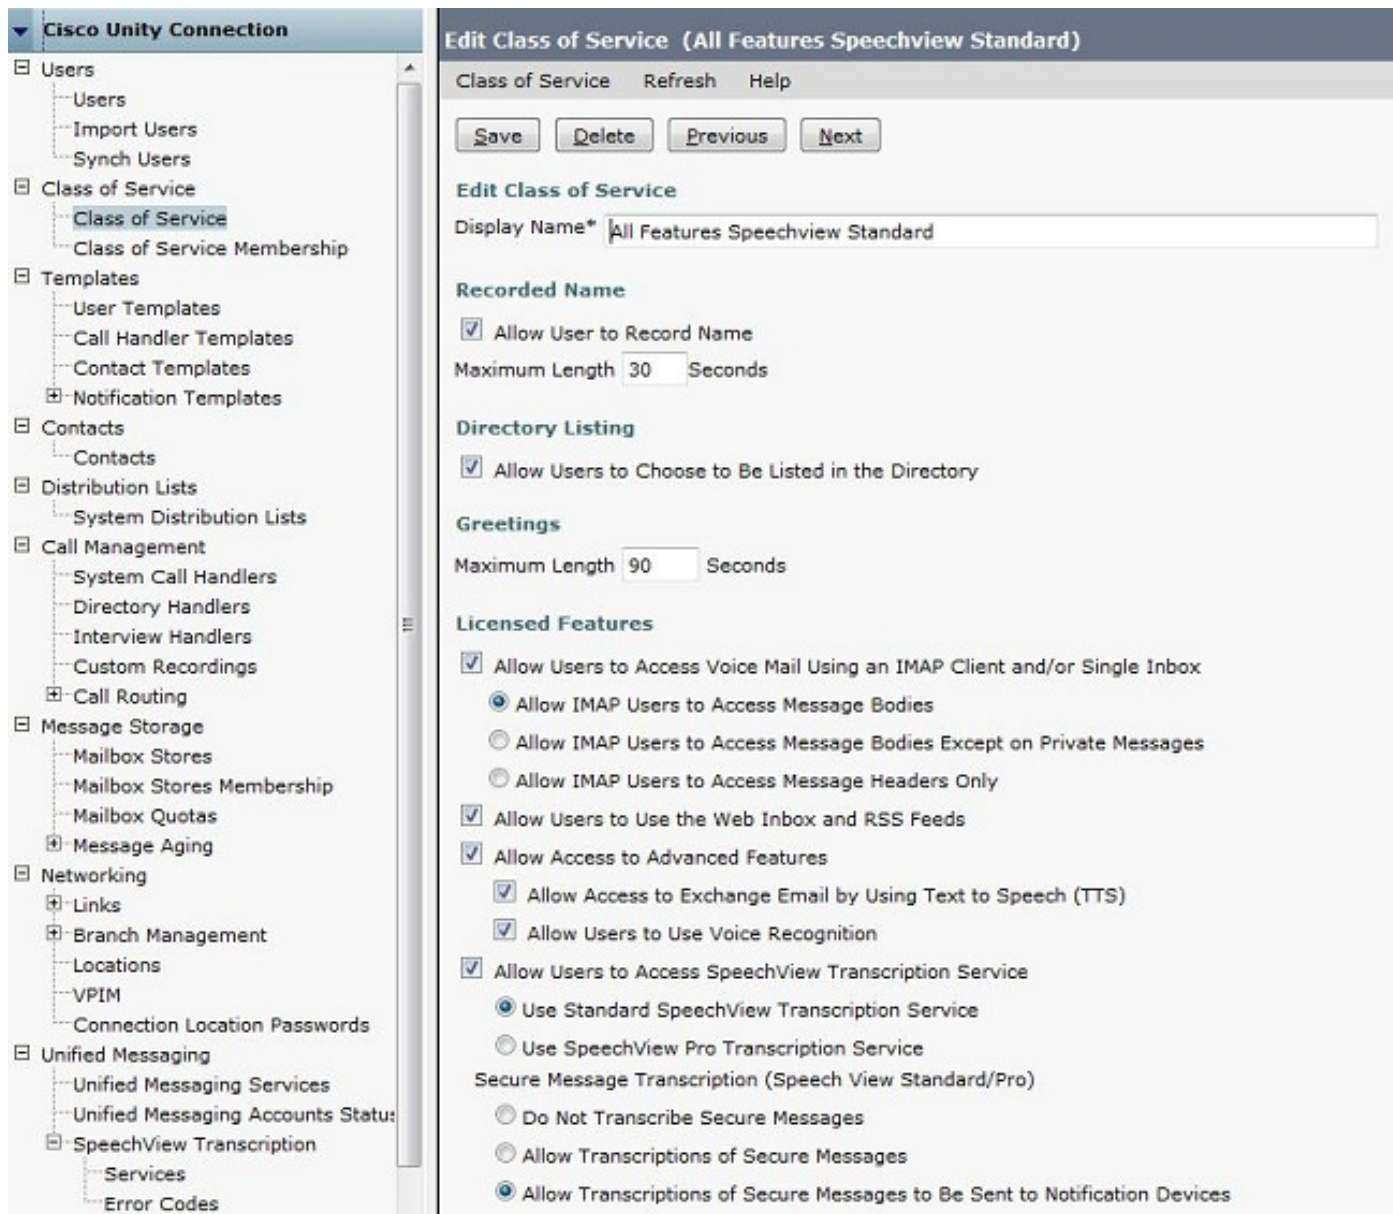 Cisco Unity Connection
Users
Users
Import Users
Synch Users
Class of Service
Class of Service
Class of Service Membership
Templates
User Templates
Call Handler Templates
Contact Templates
Notification Templates
Contacts
Contacts
Distribution Lists
System Distribution Lists
Call Management
System Call Handlers
Directory Handlers
Interview Handlers
Custom Recordings
Call Routing
Message Storage
Mailbox Stores
Mailbox Stores Membership
Mailbox Quotas
Message Aging
Networking
Links
Branch Management
Locations
VPIM
Connection Location Passwords
Unified Messaging
Unified Messaging Services
Unified Messaging Accounts Status
SpeechView Transcription
Services
Error Codes
Edit Class of Service (All Features Speechview Standard)
Class of Service Refresh Help
Save Delete Previous Next
Edit Class of Service
Display Name* All Features Speechview Standard
Recorded Name
Allow User to Record Name
Maximum Length 30 Seconds
Directory Listing
Allow Users to Choose to Be Listed in the Directory
Greetings
Maximum Length 90 Seconds
Licensed Features
Allow Users to Access Voice Mail Using an IMAP Client and/or Single Inbox
Allow IMAP Users to Access Message Bodies
Allow IMAP Users to Access Message Bodies Except on Private Messages
Allow IMAP Users to Access Message Headers Only
Allow Users to Use the Web Inbox and RSS Feeds
Allow Access to Advanced Features
Allow Access to Exchange Email by Using Text to Speech (TTS)
Allow Users to Use Voice Recognition
Allow Users to Access SpeechView Transcription Service
Use Standard SpeechView Transcription Service
Use SpeechView Pro Transcription Service
Secure Message Transcription (Speech View Standard/Pro)
Do Not Transcribe Secure Messages
Allow Transcriptions of Secure Messages
Allow Transcriptions of Secure Messages to Be Sent to Notification Devices